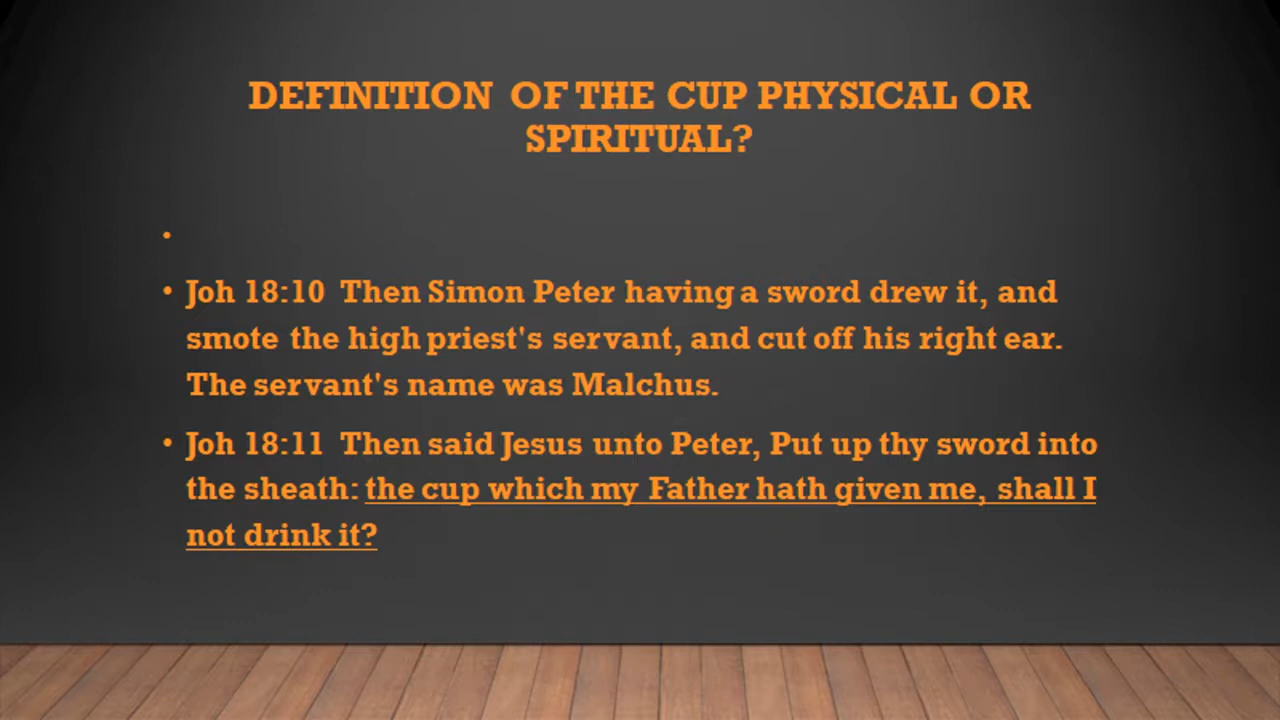 DEFINITION OF THE CUP PHYSICAL OR
SPIRITUAL?
•
• Joh 18:10 Then Simon Peter having a sword drew it, and
smote the high priest's servant, and cut off his right ear.
The servant's name was Malchus.
• Joh 18:11 Then said Jesus unto Peter, Put up thy sword into
the sheath: the cup which my Father hath given me, shall I
not drink it?